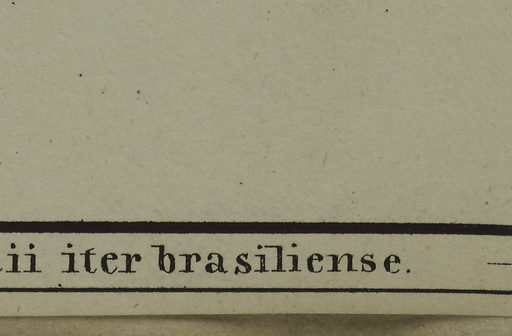 ii iter brasiliense.